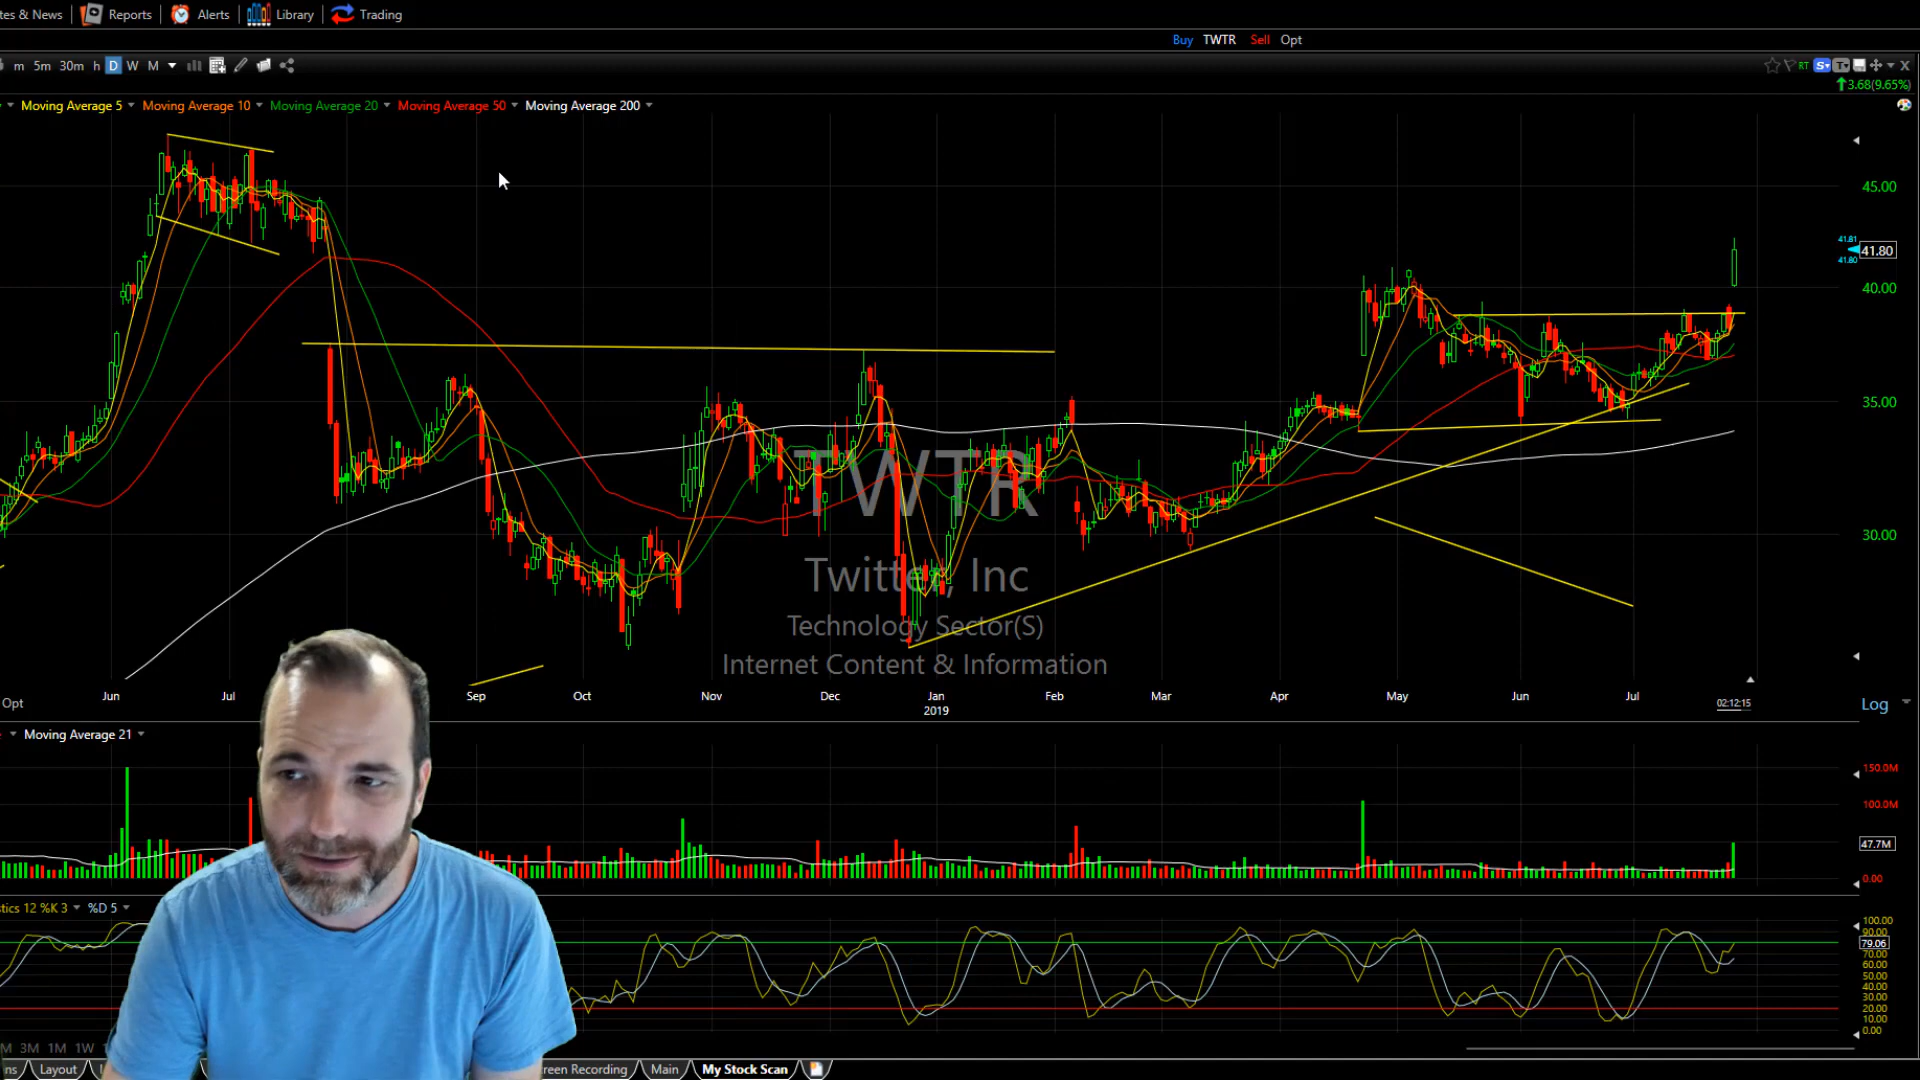 tes & News Reports Alerts Library Trading
Buy TWTR Sell Opt
m 5m 30m h D W M
RT S T
3.68(9.65%)
Moving Average 5 Moving Average 10 Moving Average 20 Moving Average 50 Moving Average 200
45.00
41.81
41.80
41.80
40.00
35.00
30.00
TWTR
Twitter, Inc
Technology Sector(S)
Internet Content & Information
Jun Jul Sep Oct Nov Dec Jan Feb Mar Apr May Jun Jul
2019
02:12:15
Opt
Log
Moving Average 21
150.0M
100.0M
47.7M
0.00
stics 12 %K 3 %D 5
100.00
90.00
79.06
70.00
60.00
50.00
40.00
30.00
20.00
10.00
0.00
M 3M 1M 1W
ns Layout reen Recording Main My Stock Scan